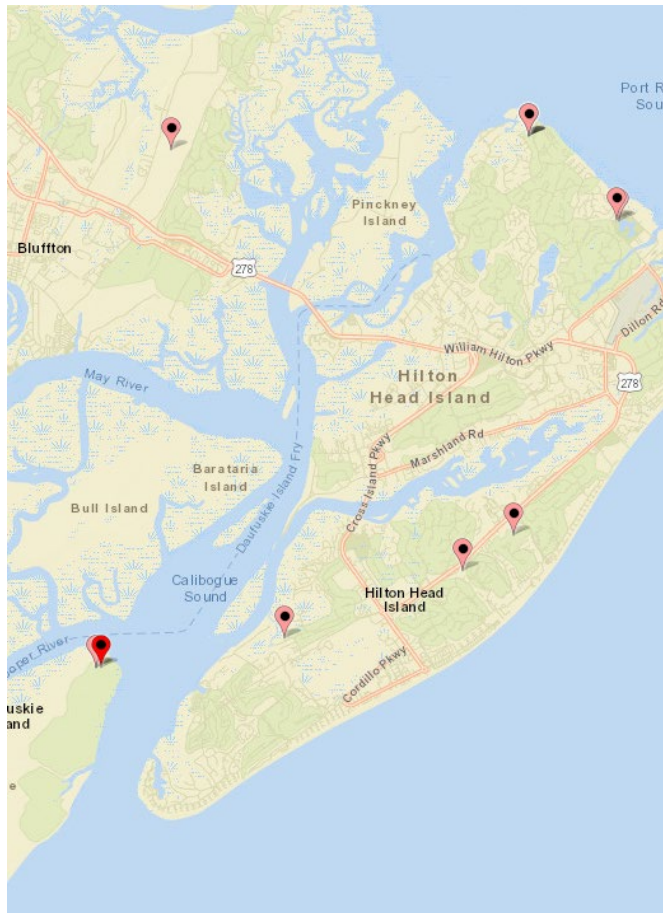 Port R
Sou
Pinckney
Island
Bluffton
278
William Hilton Pkwy
Dillon Rd
278
May River
Hilton
Head Island
Marshland Rd
Cross Island Pkwy
Barataria
Island
Daufuskie Island Fry
Bull Island
Calibogue
Sound
Hilton Head
Island
ooper River
Cordillo Pkwy
uskie
and
e